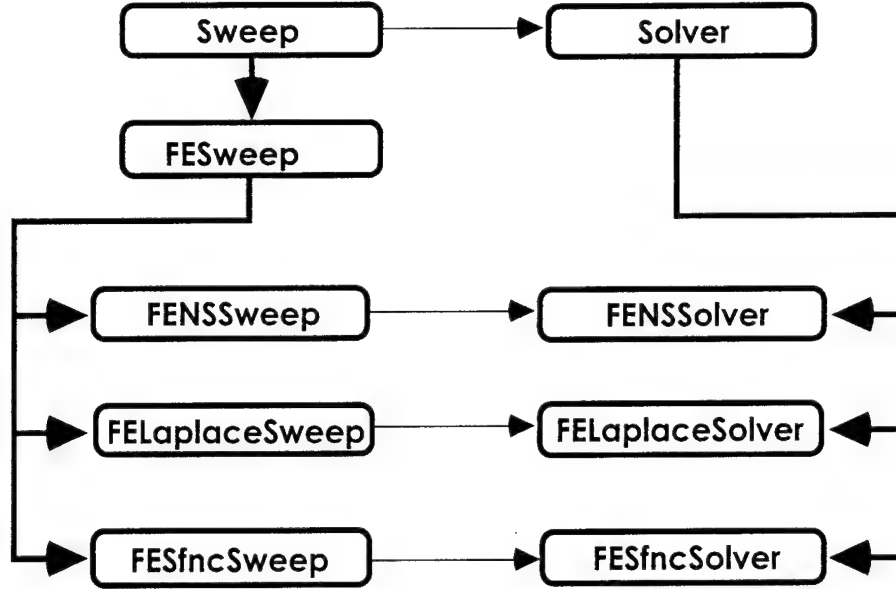 Sweep
Solver
FESweep
FENSSweep
FENSSolver
FELaplaceSweep
FELaplaceSolver
FESfncSweep
FESfncSolver